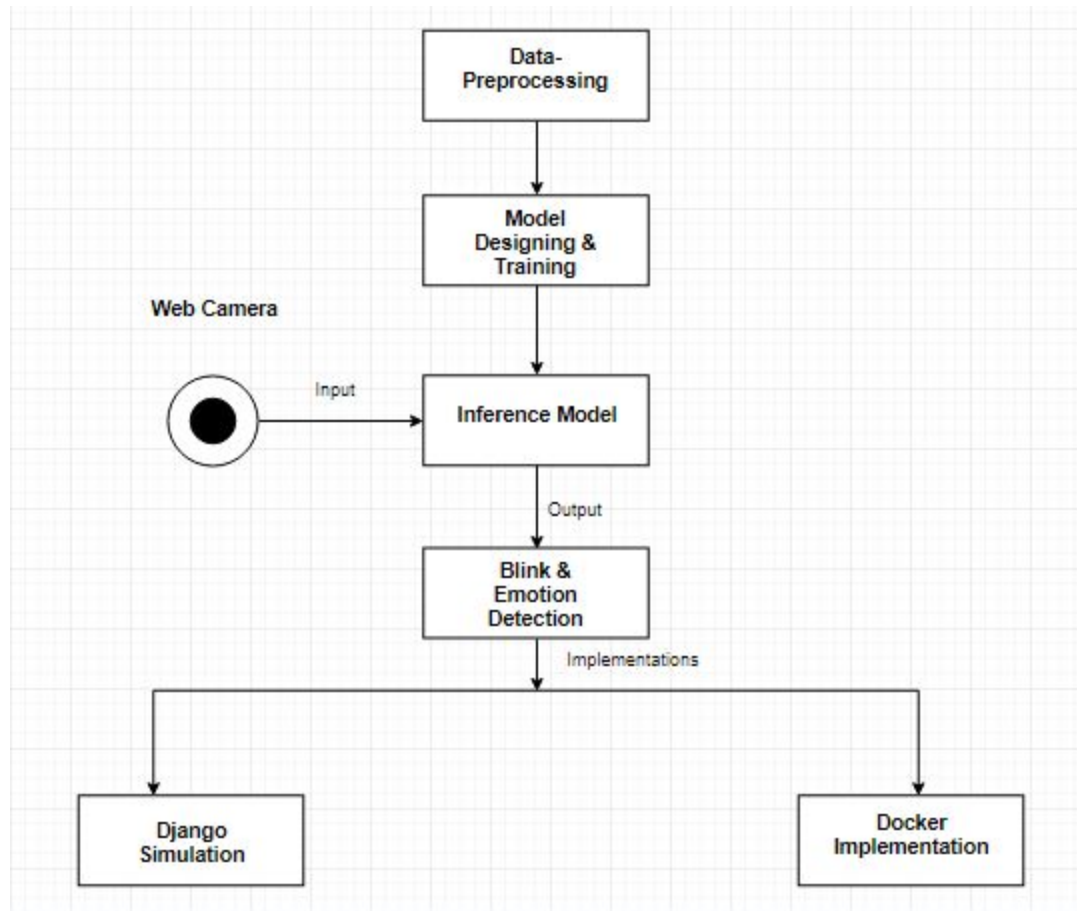 Data-
Preprocessing
Model
Designing &
Training
Web Camera
Input
Inference Model
Output
Blink &
Emotion
Detection
Implementations
Django
Simulation
Docker
Implementation